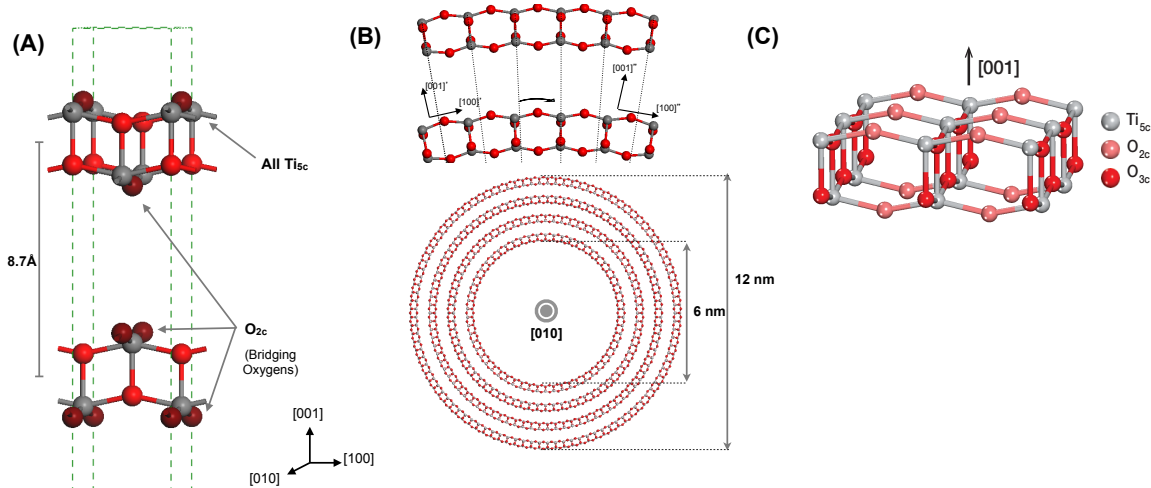 (A)
All Ti5c
8.7Å
O2c
(Bridging
Oxygens)
[001]
[100]
[010]
(B)
[001]'
[100]'
[001]"
[100]"
12 nm
6 nm
[010]
(C)
[001]
Ti5c
O2c
O3c